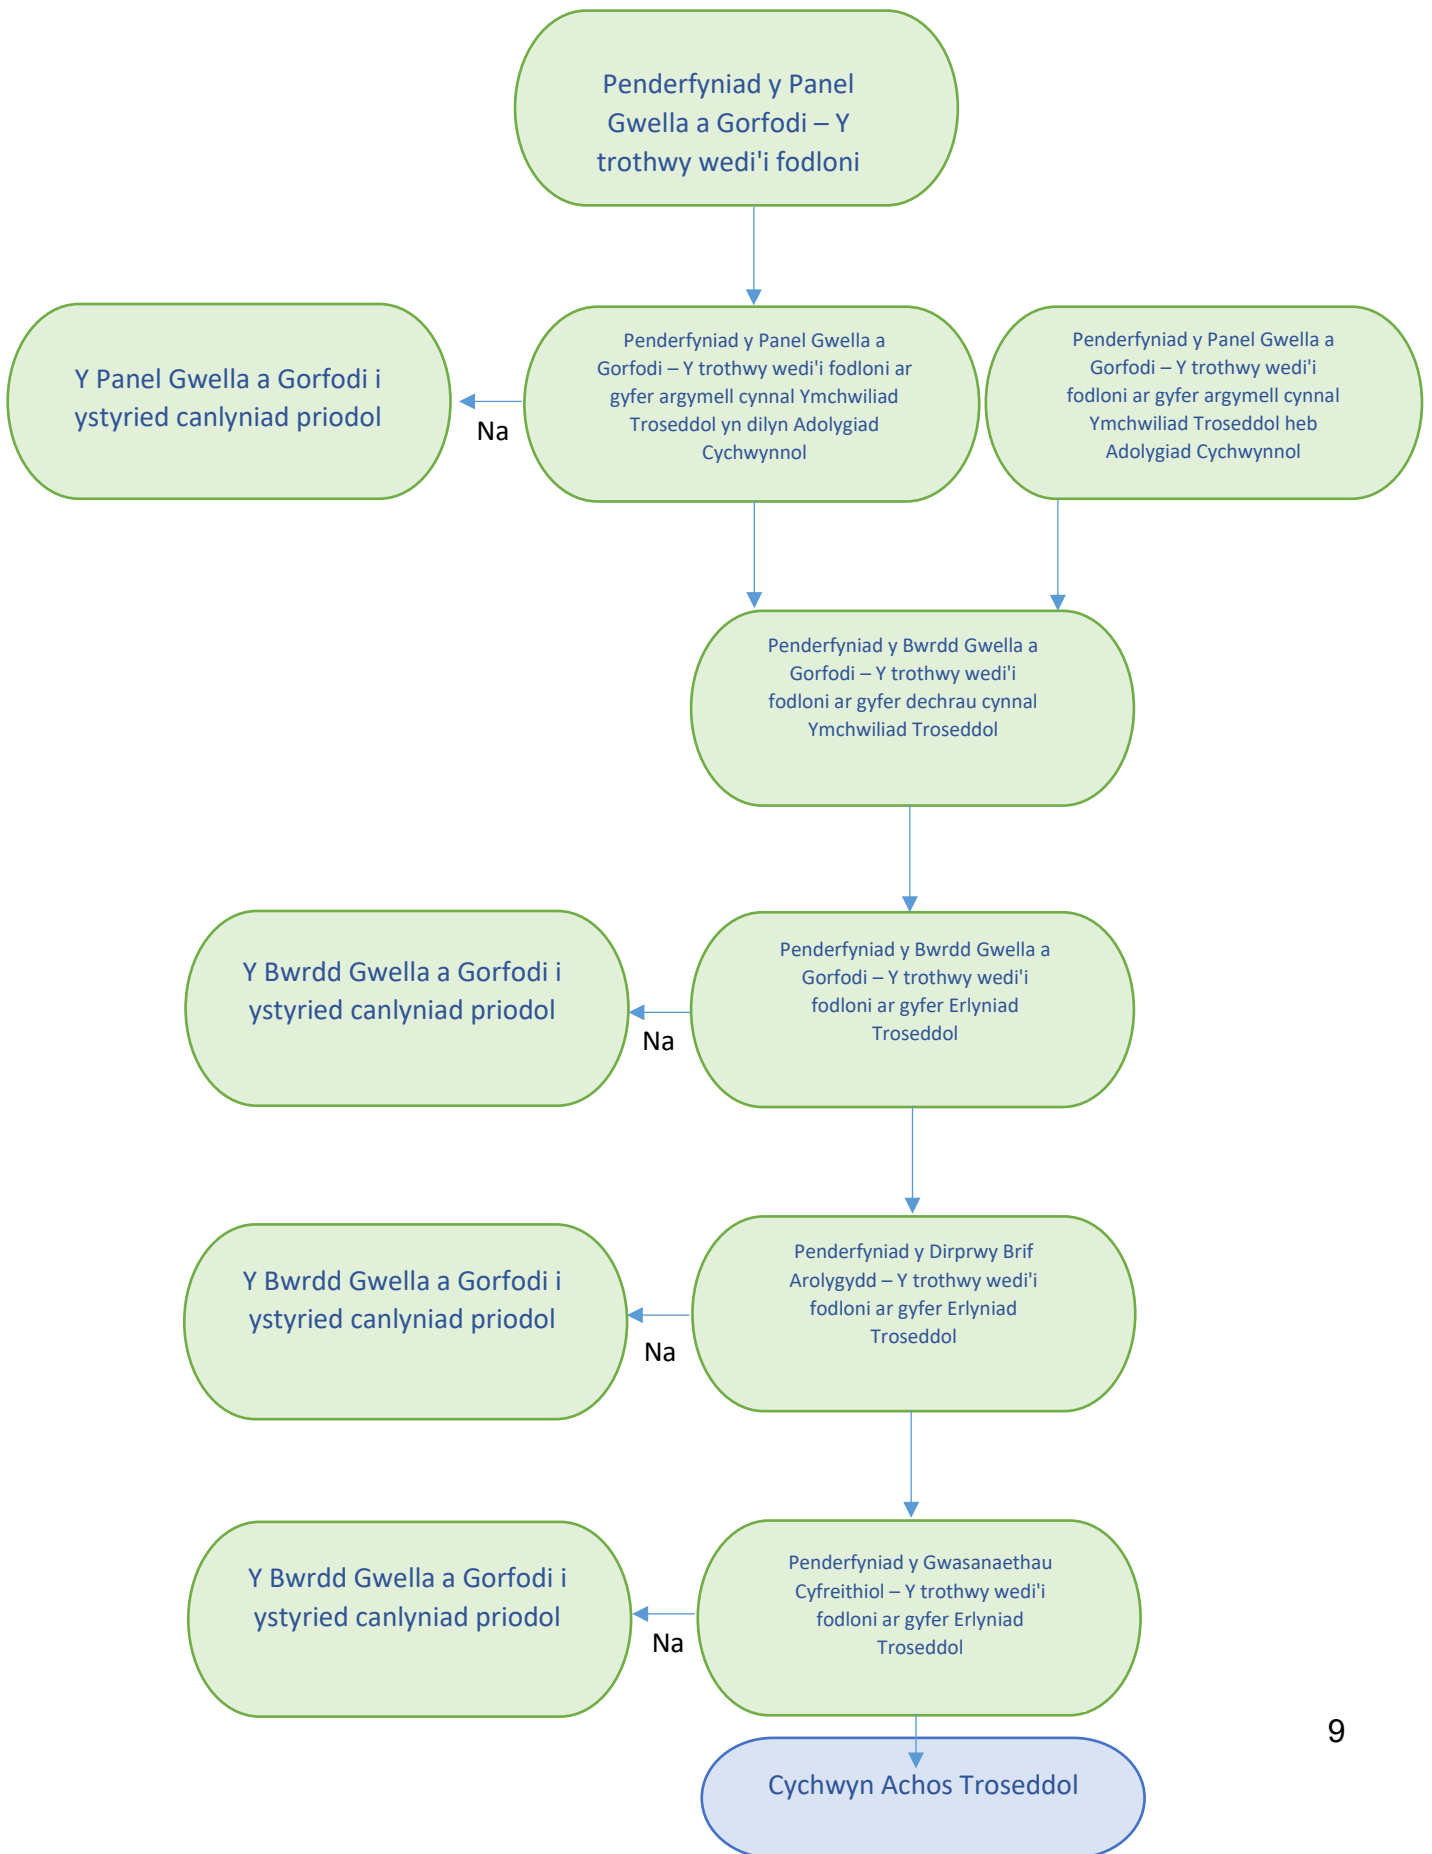 Penderfyniad y Panel
Gwella a Gorfodi – Y
trothwy wedi'i fodloni
Y Panel Gwella a Gorfodi i
ystyried canlyniad priodol
Na
Penderfyniad y Panel Gwella a
Gorfodi – Y trothwy wedi'i fodloni ar
gyfer argymell cynnal Ymchwiliad
Troseddol yn dilyn Adolygiad
Cychwynnol
Penderfyniad y Panel Gwella a
Gorfodi – Y trothwy wedi'i
fodloni ar gyfer argymell cynnal
Ymchwiliad Troseddol heb
Adolygiad Cychwynnol
Penderfyniad y Bwrdd Gwella a
Gorfodi – Y trothwy wedi'i
fodloni ar gyfer dechrau cynnal
Ymchwiliad Troseddol
Y Bwrdd Gwella a Gorfodi i
ystyried canlyniad priodol
Na
Penderfyniad y Bwrdd Gwella a
Gorfodi – Y trothwy wedi'i
fodloni ar gyfer Erlyniad
Troseddol
Y Bwrdd Gwella a Gorfodi i
ystyried canlyniad priodol
Na
Penderfyniad y Dirprwy Brif
Arolygydd – Y trothwy wedi'i
fodloni ar gyfer Erlyniad
Troseddol
Y Bwrdd Gwella a Gorfodi i
ystyried canlyniad priodol
Na
Penderfyniad y Gwasanaethau
Cyfreithiol – Y trothwy wedi'i
fodloni ar gyfer Erlyniad
Troseddol
9
Cychwyn Achos Troseddol